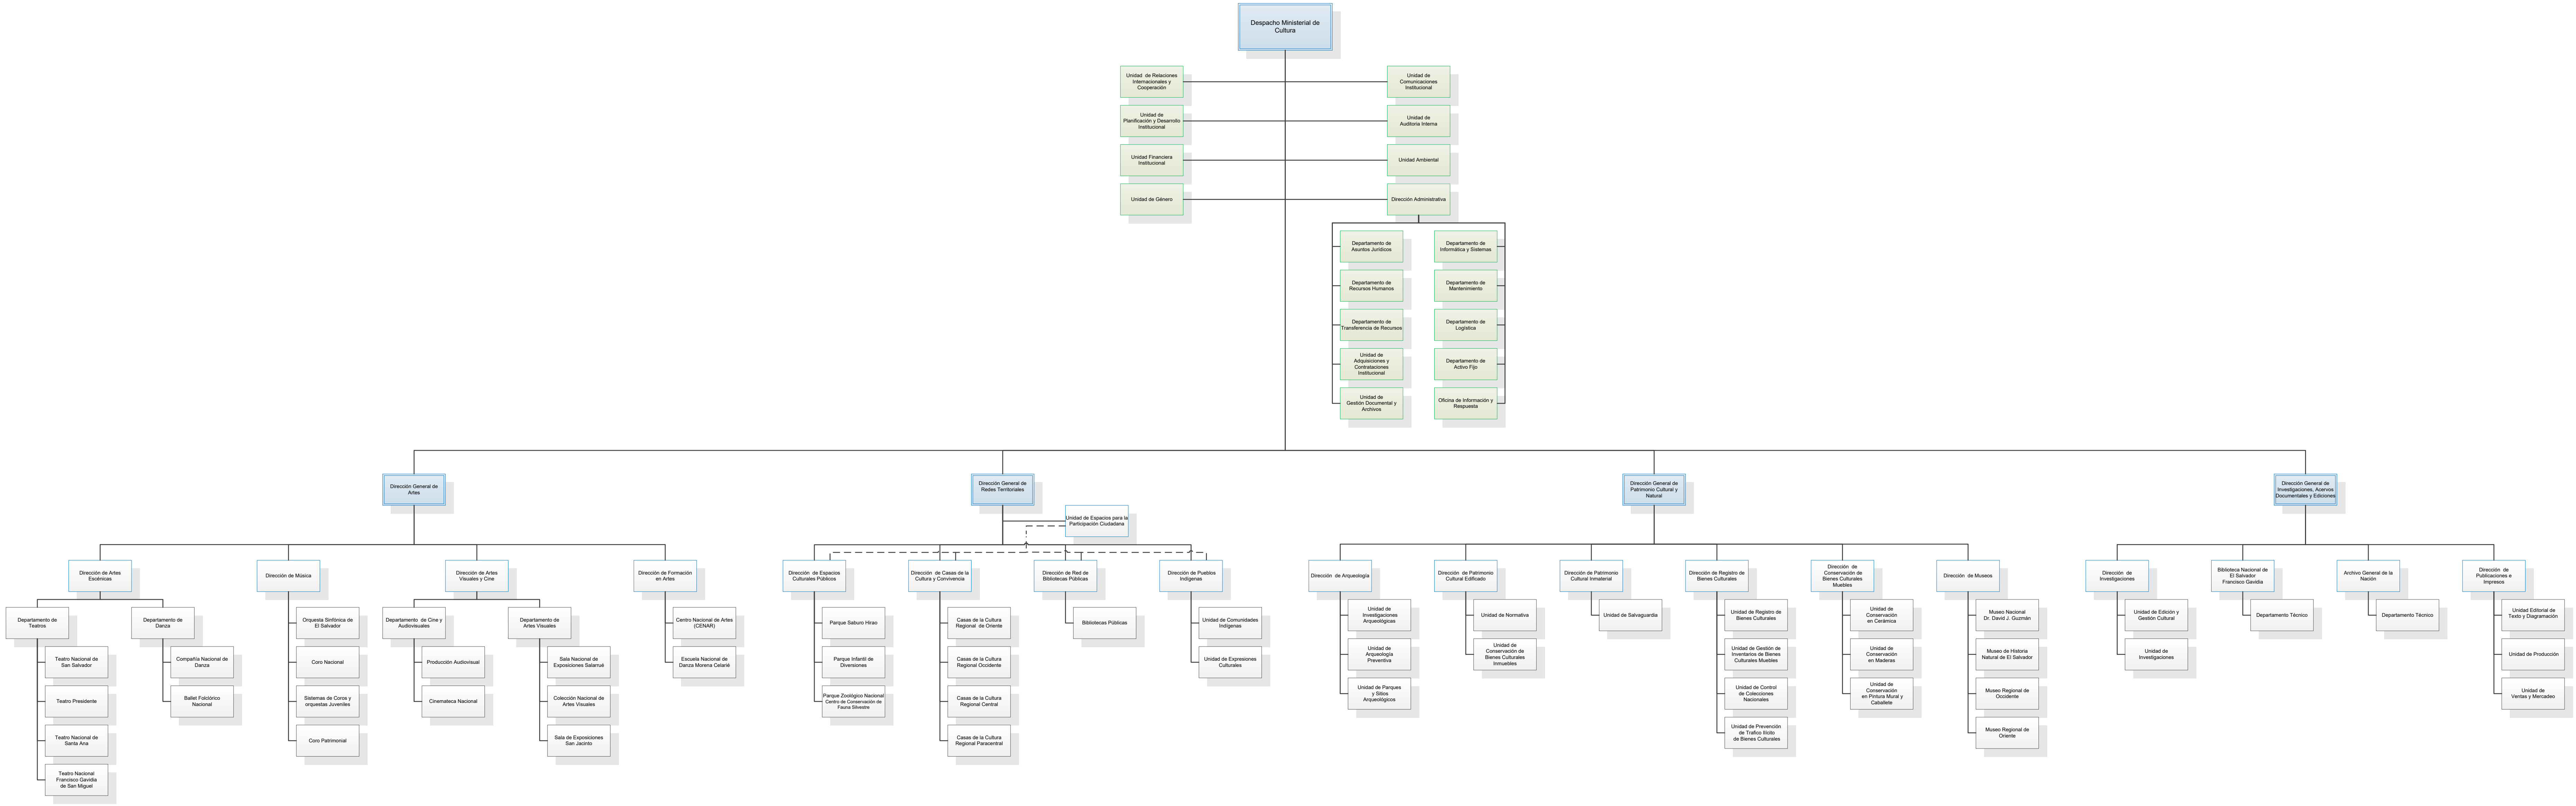 Despacho Ministerial de
Cultura
Unidad de Relaciones
Internacionales y
Cooperación
Unidad de
Comunicaciones
Institucional
Unidad de
Planificación y Desarrollo
Institucional
Unidad de
Auditoria Interna
Unidad Financiera
Institucional
Unidad Ambiental
Unidad de Género
Dirección Administrativa
Departamento de
Asuntos Jurídicos
Departamento de
Informática y Sistemas
Departamento de
Recursos Humanos
Departamento de
Mantenimiento
Departamento de
Transferencia de Recursos
Departamento de
Logística
Unidad de
Adquisiciones y
Contrataciones
Institucional
Departamento de
Activo Fijo
Unidad de
Gestión Documental y
Archivos
Oficina de Información y
Respuesta
Dirección General de
Artes
Dirección General de
Redes Territoriales
Dirección General de
Patrimonio Cultural y
Natural
Dirección General de
Investigaciones, Acervos
Documentales y Ediciones
Unidad de Espacios para la
Participación Ciudadana
Dirección de Artes
Escénicas
Dirección de Música
Dirección de Artes
Visuales y Cine
Dirección de Formación
en Artes
Dirección de Espacios
Culturales Públicos
Dirección de Casas de la
Cultura y Convivencia
Dirección de Red de
Bibliotecas Públicas
Dirección de Pueblos
Indígenas
Dirección de Arqueología
Dirección de Patrimonio
Cultural Edificado
Dirección de Patrimonio
Cultural Inmaterial
Dirección de Registro de
Bienes Culturales
Dirección de
Conservación de
Bienes Culturales
Muebles
Dirección de Museos
Dirección de
Investigaciones
Biblioteca Nacional de
El Salvador
Francisco Gavidia
Archivo General de la
Nación
Dirección de
Publicaciones e
Impresos
Departamento de
Teatros
Teatro Nacional de
San Salvador
Teatro Presidente
Teatro Nacional de
Santa Ana
Teatro Nacional
Francisco Gavidia
de San Miguel
Departamento de
Danza
Compañía Nacional de
Danza
Ballet Folclórico
Nacional
Orquesta Sinfónica de
El Salvador
Coro Nacional
Sistemas de Coros y
orquestas Juveniles
Coro Patrimonial
Departamento de Cine y
Audiovisuales
Producción Audiovisual
Cinemateca Nacional
Departamento de
Artes Visuales
Sala Nacional de
Exposiciones Salarrué
Colección Nacional de
Artes Visuales
Sala de Exposiciones
San Jacinto
Centro Nacional de Artes
(CENAR)
Escuela Nacional de
Danza Morena Celarié
Parque Saburo Hirao
Parque Infantil de
Diversiones
Parque Zoológico Nacional
Centro de Conservación de
Fauna Silvestre
Casas de la Cultura
Regional de Oriente
Casas de la Cultura
Regional Occidente
Casas de la Cultura
Regional Central
Casas de la Cultura
Regional Paracentral
Bibliotecas Públicas
Unidad de Comunidades
Indígenas
Unidad de Expresiones
Culturales
Unidad de
Investigaciones
Arqueológicas
Unidad de
Arqueología
Preventiva
Unidad de Parques
y Sitios
Arqueológicos
Unidad de Normativa
Unidad de
Conservación de
Bienes Culturales
Inmuebles
Unidad de Salvaguardia
Unidad de Registro de
Bienes Culturales
Unidad de Gestión de
Inventarios de Bienes
Culturales Muebles
Unidad de Control
de Colecciones
Nacionales
Unidad de Prevención
de Trafico Ilícito
de Bienes Culturales
Unidad de
Conservación
en Cerámica
Unidad de
Conservación
en Maderas
Unidad de
Conservación
en Pintura Mural y
Caballete
Museo Nacional
Dr. David J. Guzmán
Museo de Historia
Natural de El Salvador
Museo Regional de
Occidente
Museo Regional de
Oriente
Unidad de Edición y
Gestión Cultural
Unidad de
Investigaciones
Departamento Técnico
Departamento Técnico
Unidad Editorial de
Texto y Diagramación
Unidad de Producción
Unidad de
Ventas y Mercadeo